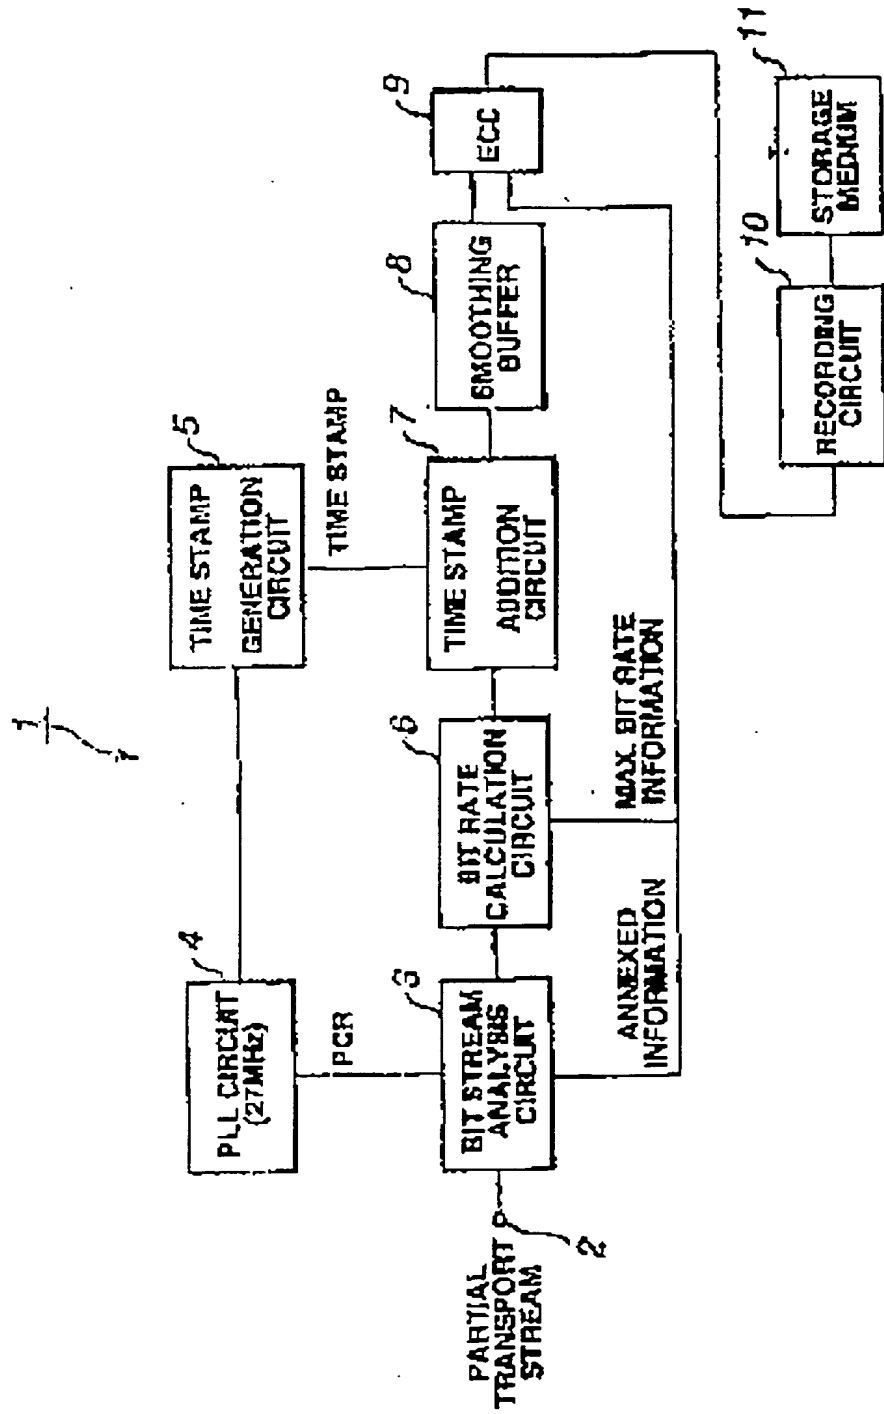 1
4
PLL CIRCUIT
(27MHz)
5
TIME STAMP
GENERATION
CIRCUIT
PCR
TIME STAMP
PARTIAL
TRANSPORT
STREAM
2
3
BIT STREAM
ANALYSIS
CIRCUIT
6
BIT RATE
CALCULATION
CIRCUIT
7
TIME STAMP
ADDITION
CIRCUIT
8
SMOOTHING
BUFFER
9
ECC
ANNEXED
INFORMATION
MAX. BIT RATE
INFORMATION
10
RECORDING
CIRCUIT
11
STORAGE
MEDIUM